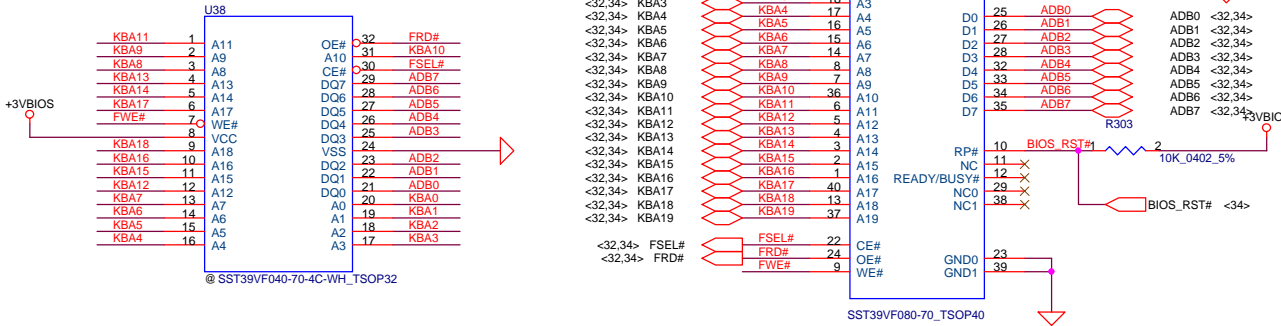 U38
KBA11 1 A11 OE# 32 FRD#
KBA9 2 A9 A10 31 KBA10
KBA8 3 A8 CE# 30 FSEL#
KBA13 4 A13 DQ7 29 ADB7
KBA14 5 A14 DQ6 28 ADB6
KBA17 6 A17 DQ5 27 ADB5
FWE# 7 WE# DQ4 26 ADB4
+3VBIOS 8 VCC DQ3 25 ADB3
KBA18 9 A18 VSS 24
KBA16 10 A16 DQ2 23 ADB2
KBA15 11 A15 DQ1 22 ADB1
KBA12 12 A12 DQ0 21 ADB0
KBA7 13 A7 A0 20 KBA0
KBA6 14 A6 A1 19 KBA1
KBA5 15 A5 A2 18 KBA2
KBA4 16 A4 A3 17 KBA3
@ SST39VF040-70-4C-WH_TSOP32
<32,34> KBA3 A3
<32,34> KBA4 KBA4 17 A4
<32,34> KBA5 KBA5 16 A5
<32,34> KBA6 KBA6 15 A6
<32,34> KBA7 KBA7 14 A7
<32,34> KBA8 KBA8 8 A8
<32,34> KBA9 KBA9 7 A9
<32,34> KBA10 KBA10 36 A10
<32,34> KBA11 KBA11 6 A11
<32,34> KBA12 KBA12 5 A12
<32,34> KBA13 KBA13 4 A13
<32,34> KBA14 KBA14 3 A14
<32,34> KBA15 KBA15 2 A15
<32,34> KBA16 KBA16 1 A16
<32,34> KBA17 KBA17 40 A17
<32,34> KBA18 KBA18 13 A18
<32,34> KBA19 KBA19 37 A19
<32,34> FSEL# FSEL# 22 CE#
<32,34> FRD# FRD# 24 OE#
FWE# 9 WE#
D0 25 ADB0 ADB0 <32,34>
D1 26 ADB1 ADB1 <32,34>
D2 27 ADB2 ADB2 <32,34>
D3 28 ADB3 ADB3 <32,34>
D4 32 ADB4 ADB4 <32,34>
D5 33 ADB5 ADB5 <32,34>
D6 34 ADB6 ADB6 <32,34>
D7 35 ADB7 ADB7 <32,34>
R303
RP# 10 BIOS_RST# 1 2
10K_0402_5%
NC 11
READY/BUSY# 12
NC0 29
NC1 38
BIOS_RST# <34>
GND0 23
GND1 39
SST39VF080-70_TSOP40